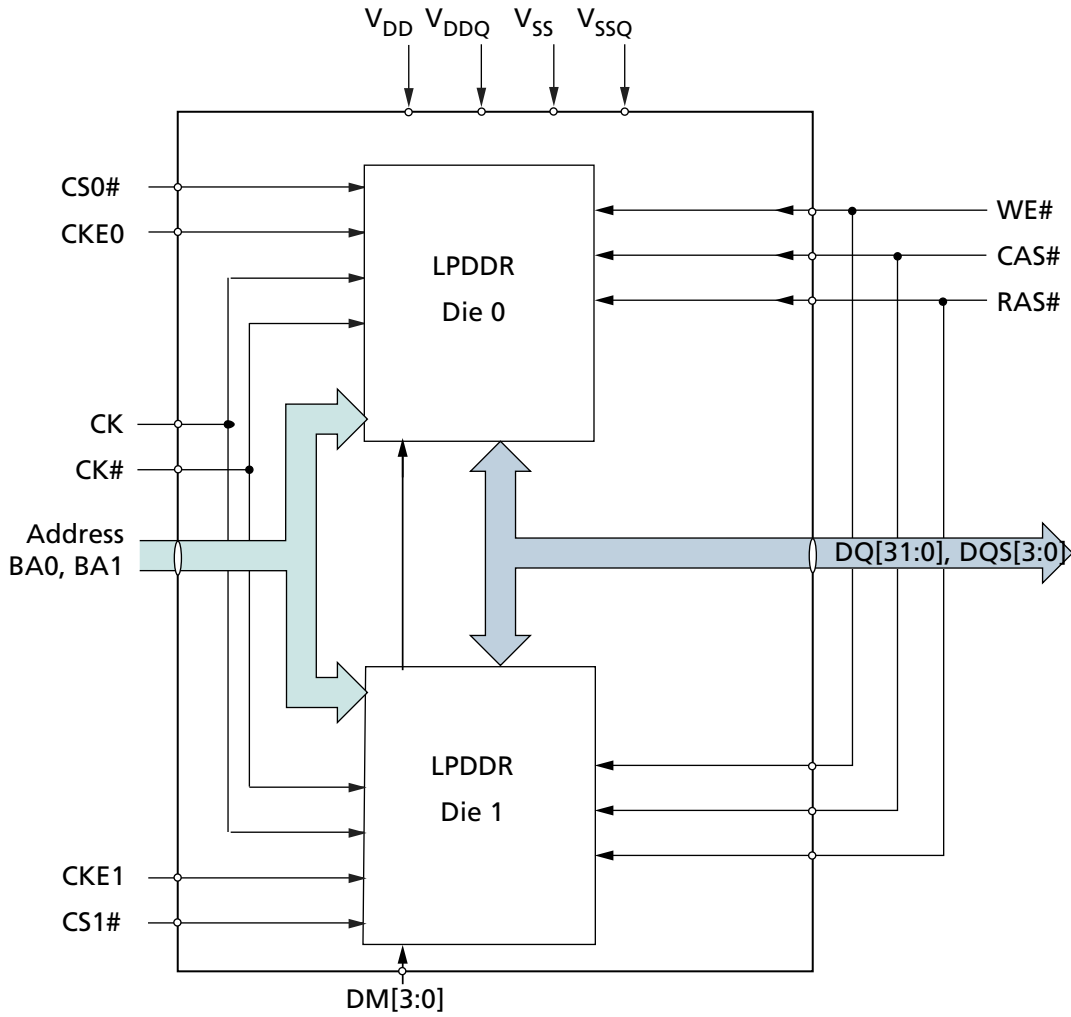 VDD VDDQ VSS VSSQ
CS0#
CKE0
CK
CK#
Address
BA0, BA1
CKE1
CS1#
LPDDR
Die 0
LPDDR
Die 1
WE#
CAS#
RAS#
DQ[31:0], DQS[3:0]
DM[3:0]